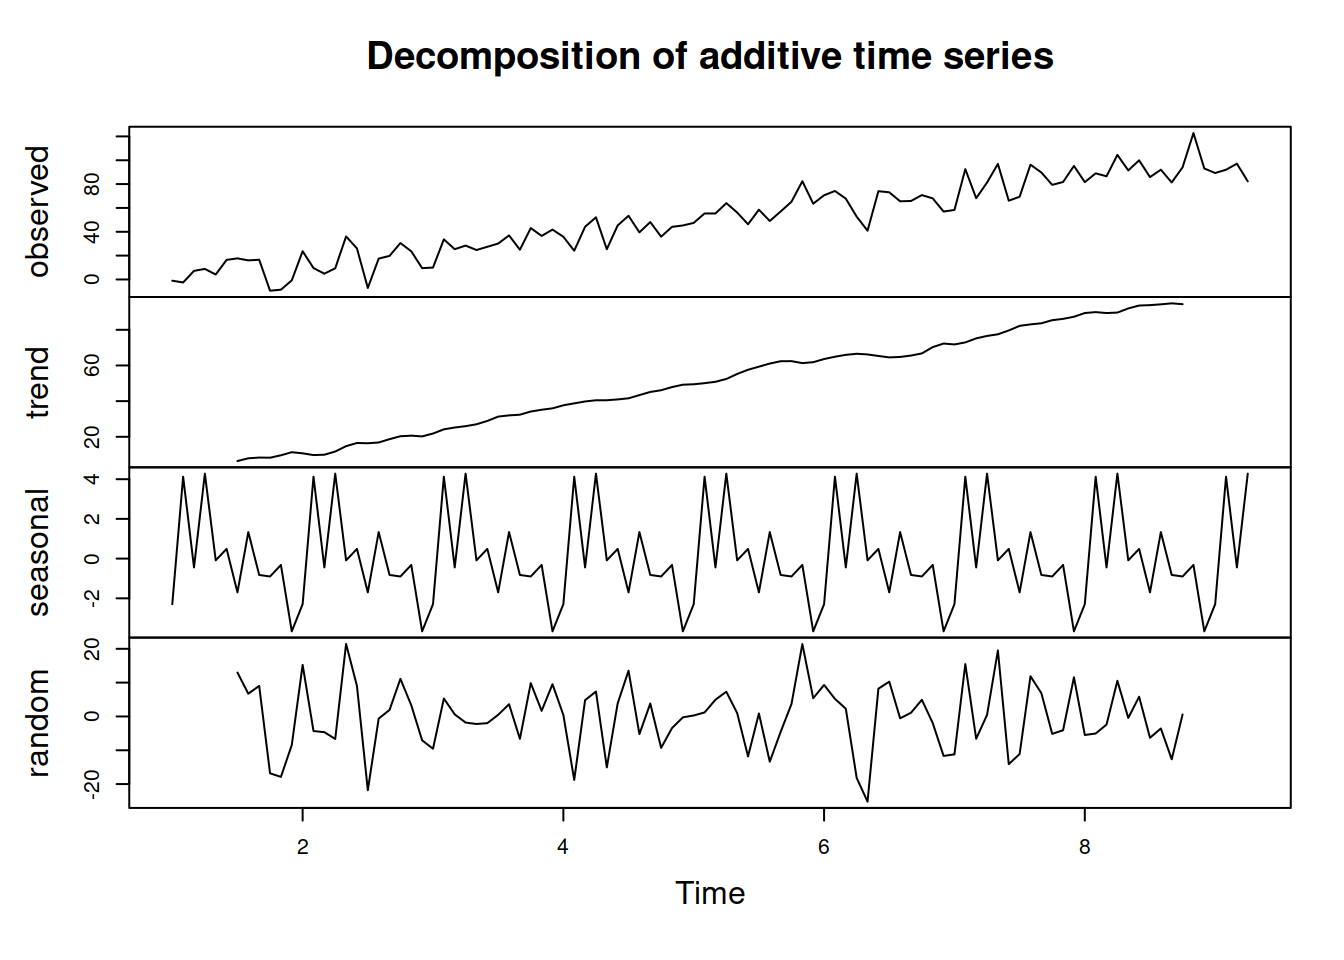 Decomposition of additive time series
observed
0 40 80
trend
20 60
seasonal
-2 0 2 4
random
-20 0 20
2 4 6 8
Time